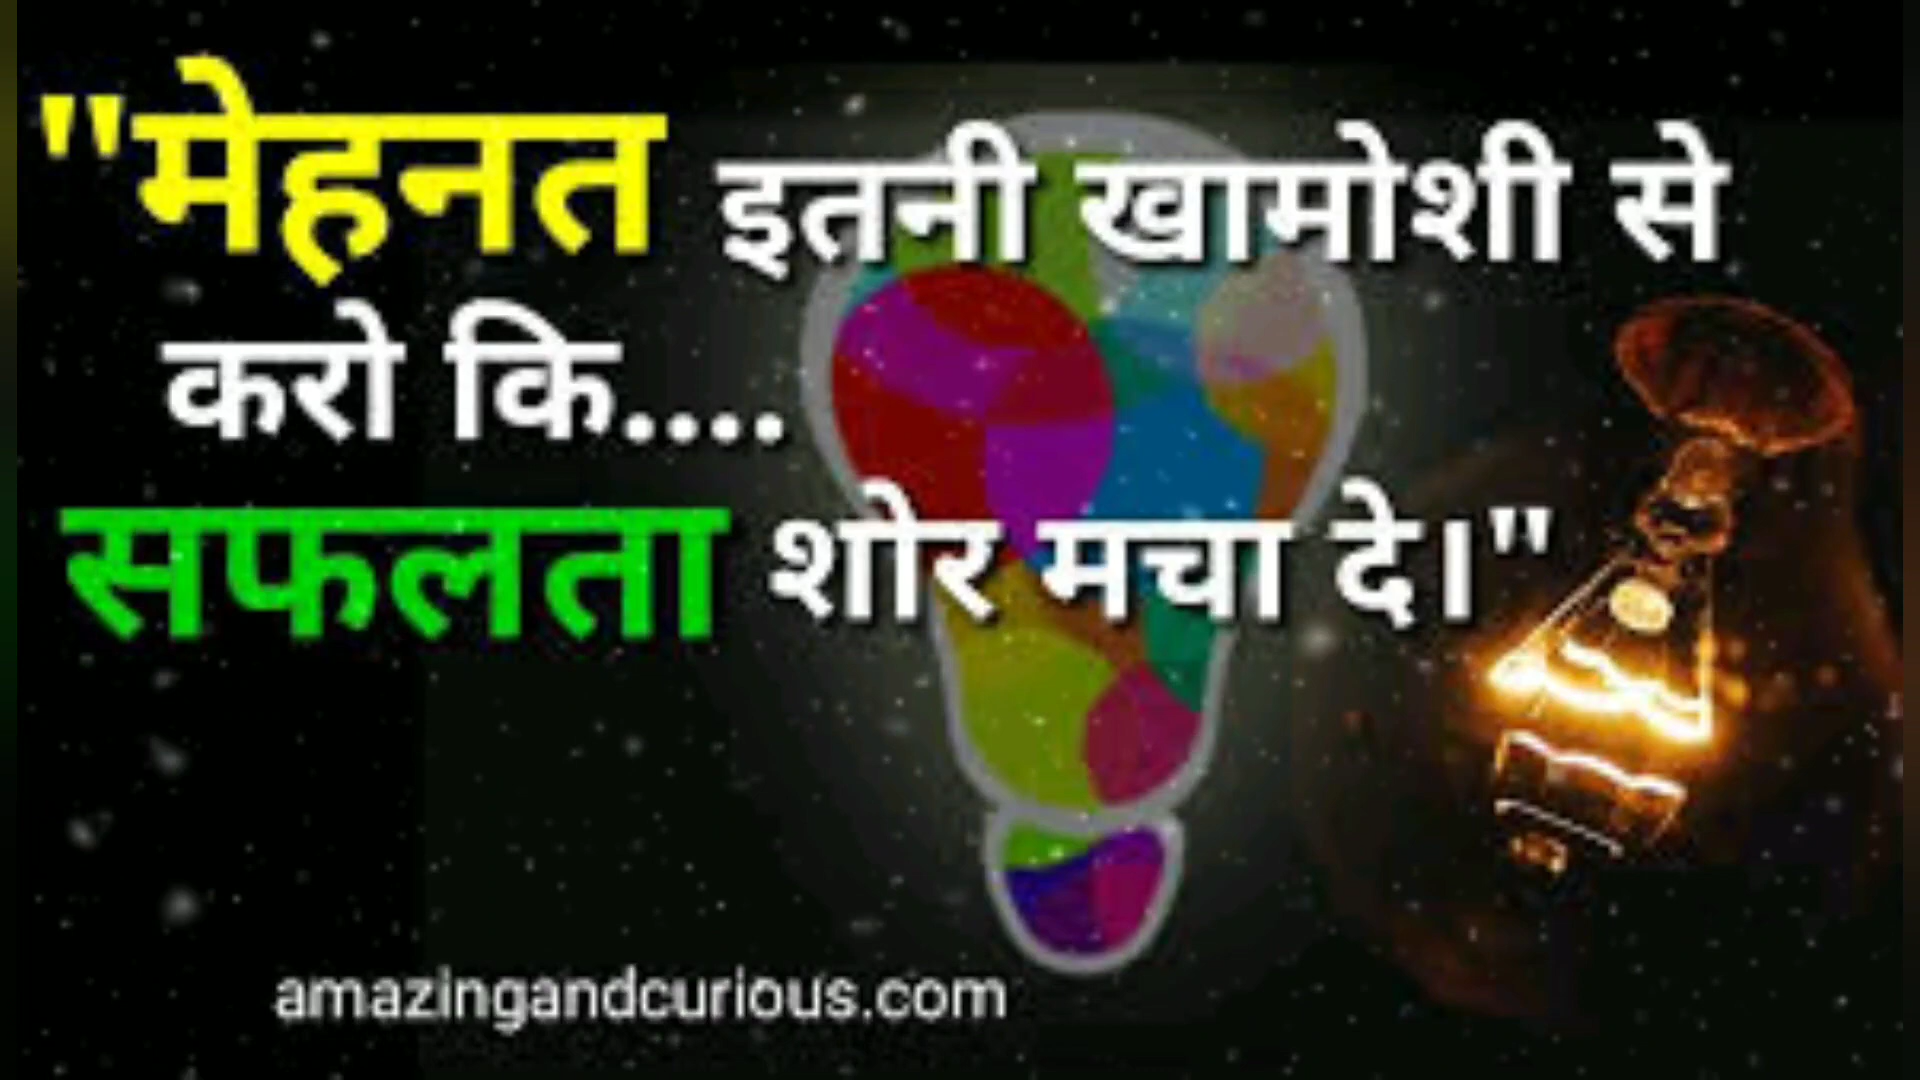 "मेहनत इतनी खामोशी से
करो कि....
सफलता शोर मचा दे।"
amazingandcurious.com